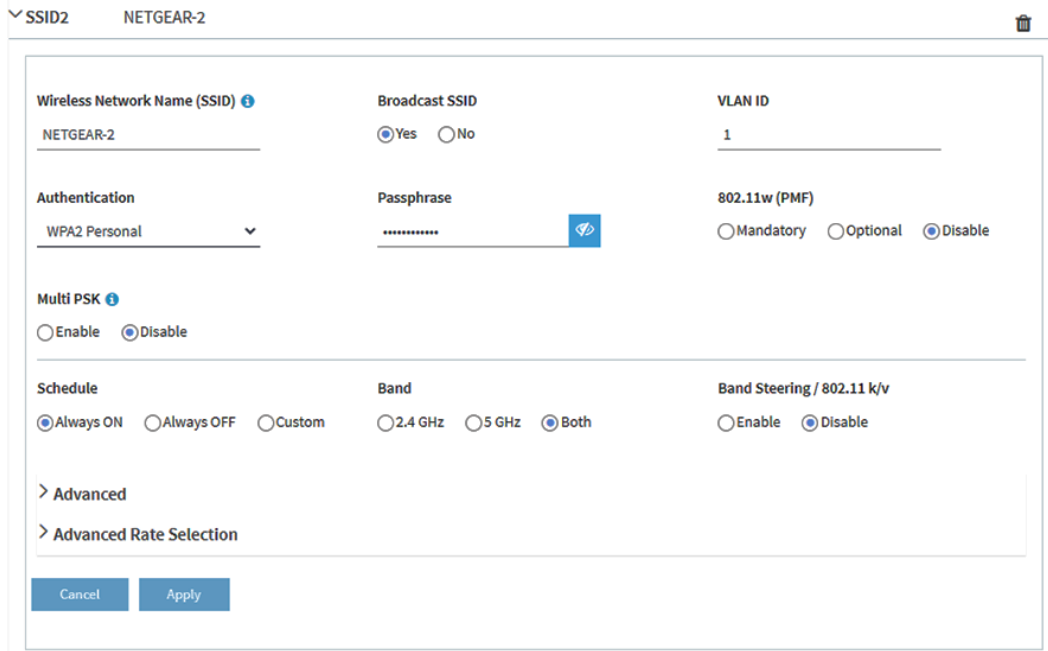 SSID2 NETGEAR-2
Wireless Network Name (SSID) Broadcast SSID VLAN ID
NETGEAR-2 Yes No 1
Authentication Passphrase 802.11w (PMF)
WPA2 Personal •••••••••••• Mandatory Optional Disable
Multi PSK
Enable Disable
Schedule Band Band Steering / 802.11 k/v
Always ON Always OFF Custom 2.4 GHz 5 GHz Both Enable Disable
Advanced
Advanced Rate Selection
Cancel Apply